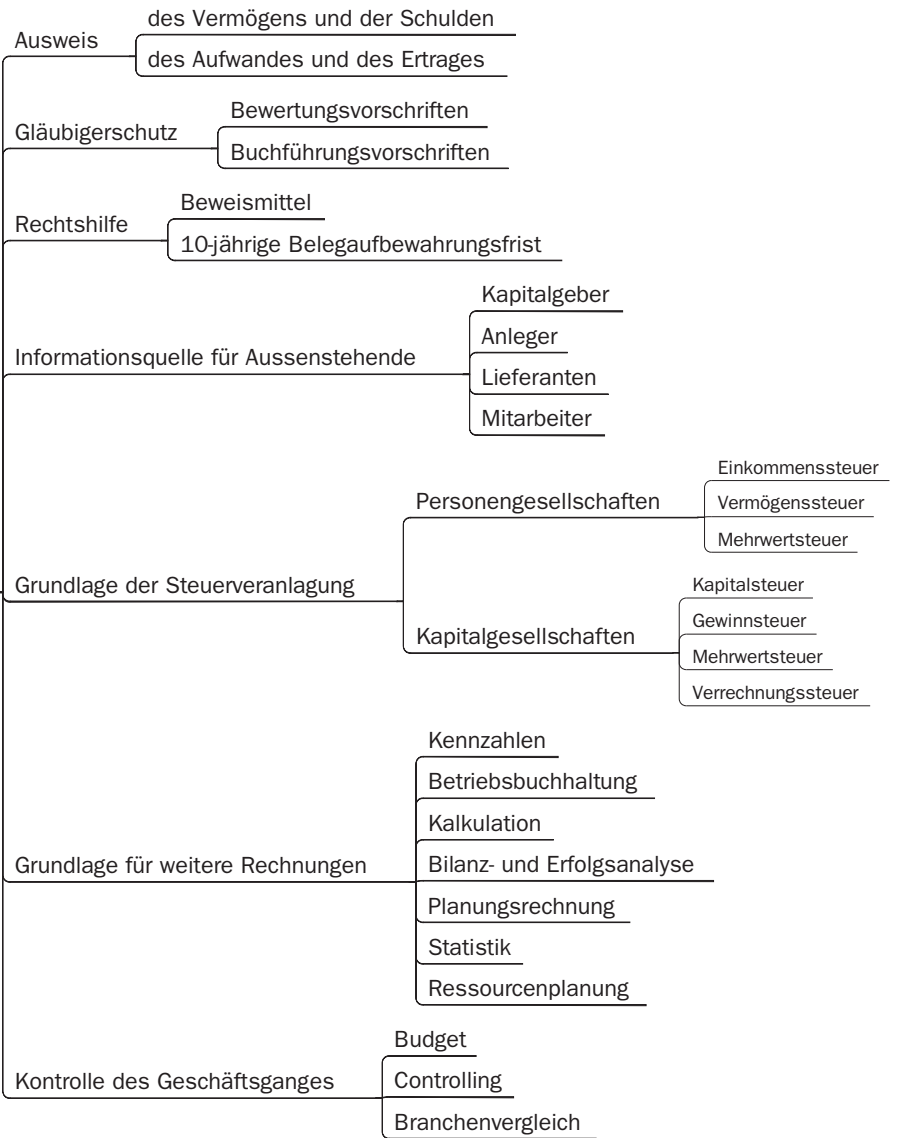 Ausweis
des Vermögens und der Schulden
des Aufwandes und des Ertrages
Gläubigerschutz
Bewertungsvorschriften
Buchführungsvorschriften
Rechtshilfe
Beweismittel
10-jährige Belegaufbewahrungsfrist
Informationsquelle für Aussenstehende
Kapitalgeber
Anleger
Lieferanten
Mitarbeiter
Grundlage der Steuerveranlagung
Personengesellschaften
Einkommenssteuer
Vermögenssteuer
Mehrwertsteuer
Kapitalgesellschaften
Kapitalsteuer
Gewinnsteuer
Mehrwertsteuer
Verrechnungssteuer
Grundlage für weitere Rechnungen
Kennzahlen
Betriebsbuchhaltung
Kalkulation
Bilanz- und Erfolgsanalyse
Planungsrechnung
Statistik
Ressourcenplanung
Kontrolle des Geschäftsganges
Budget
Controlling
Branchenvergleich